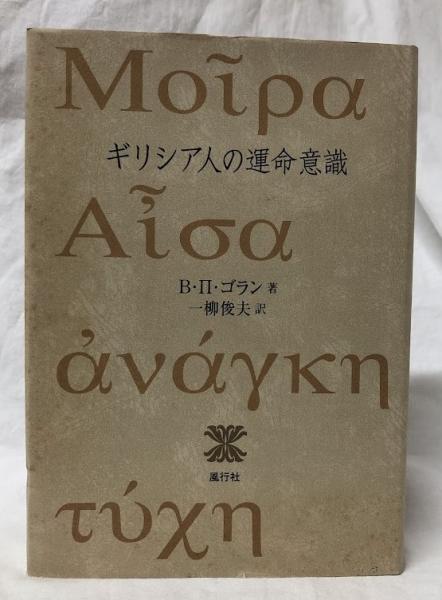 Μοῖρα
ギリシア人の運命意識
Αἶσα
В・П・ゴラン 著
一柳俊夫 訳
ἀνάγκη
風行社
τύχη